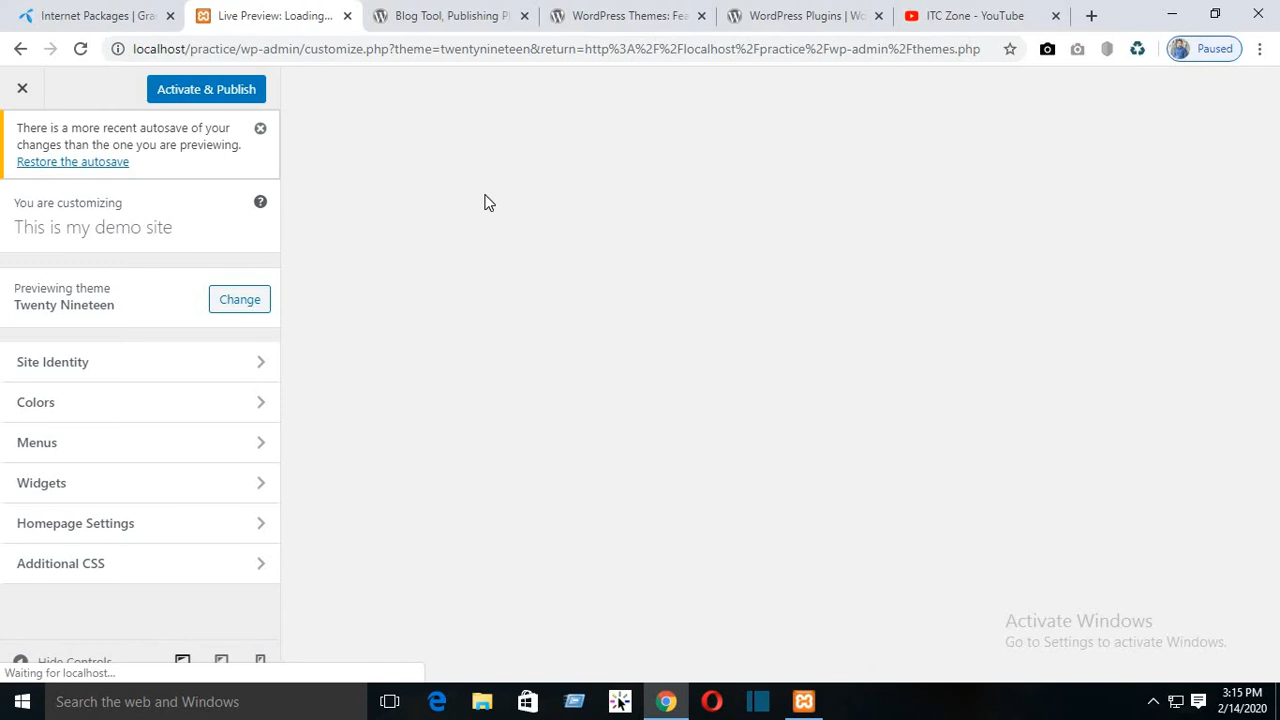 Internet Packages | Gra
Live Preview: Loading...
Blog Tool, Publishing P
WordPress Themes: Fea
WordPress Plugins | Wo
ITC Zone - YouTube
localhost/practice/wp-admin/customize.php?theme=twentynineteen&return=http%3A%2F%2Flocalhost%2Fpractice%2Fwp-admin%2Fthemes.php
Paused
Activate & Publish
There is a more recent autosave of your
changes than the one you are previewing.
Restore the autosave
You are customizing
This is my demo site
Previewing theme
Twenty Nineteen
Change
Site Identity
Colors
Menus
Widgets
Homepage Settings
Additional CSS
Hide Controls
Waiting for localhost...
Activate Windows
Go to Settings to activate Windows.
Search the web and Windows
3:15 PM
2/14/2020